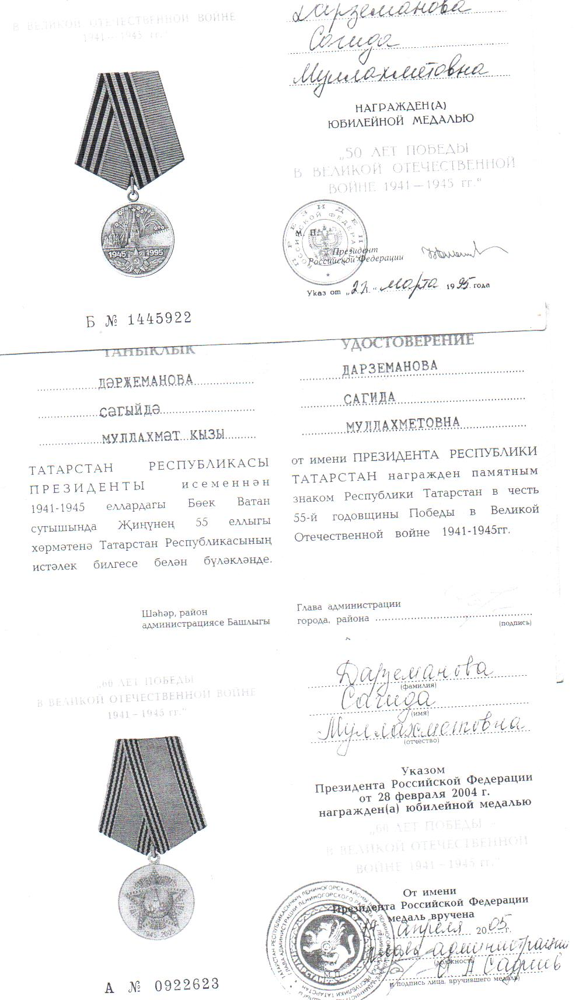 В ВЕЛИКОЙ ОТЕЧЕСТВЕННОЙ ВОЙНЕ
1941—1945 гг."
1945 1995
Б № 1445922
Дарземанова
Согида
Муллахметовна
НАГРАЖДЕН(А)
ЮБИЛЕЙНОЙ МЕДАЛЬЮ
„50 ЛЕТ ПОБЕДЫ
В ВЕЛИКОЙ ОТЕЧЕСТВЕННОЙ
ВОЙНЕ 1941—1945 гг."
М. П.
Президент
Российской Федерации
Указ от „22." марта 1995. года
ТАНЫКЛЫК
ДӘРҖЕМАНОВА
СӘГЫЙДӘ
МУЛЛАХМӘТ КЫЗЫ
ТАТАРСТАН РЕСПУБЛИКАСЫ
ПРЕЗИДЕНТЫ исеменнән
1941-1945 еллардагы Бөек Ватан
сугышында Җиңүнең 55 еллыгы
хөрмәтенә Татарстан Республикасының
истәлек билгесе белән бүләкләнде.
Шәһәр, район
администрациясе Башлыгы
УДОСТОВЕРЕНИЕ
ДАРЗЕМАНОВА
САГИДА
МУЛЛАХМЕТОВНА
от имени ПРЕЗИДЕНТА РЕСПУБЛИКИ
ТАТАРСТАН награжден памятным
знаком Республики Татарстан в честь
55-й годовщины Победы в Великой
Отечественной войне 1941-1945гг.
Глава администрации
города, района
(подпись)
„60 ЛЕТ ПОБЕДЫ
В ВЕЛИКОЙ ОТЕЧЕСТВЕННОЙ ВОЙНЕ
1941–1945 гг."
1945-2005
А № 0922623
Дарземанова
(фамилия)
Сагида
(имя)
Муллахметовна
(отчество)
Указом
Президента Российской Федерации
от 28 февраля 2004 г.
награжден(а) юбилейной медалью
„60 ЛЕТ ПОБЕДЫ
В ВЕЛИКОЙ ОТЕЧЕСТВЕННОЙ
ВОЙНЕ 1941–1945 гг."
От имени
Президента Российской Федерации
медаль вручена
14 апреля 2005г.
глава администрации
(должность
Садриев
М.П.
и подпись лица, вручившего медаль)